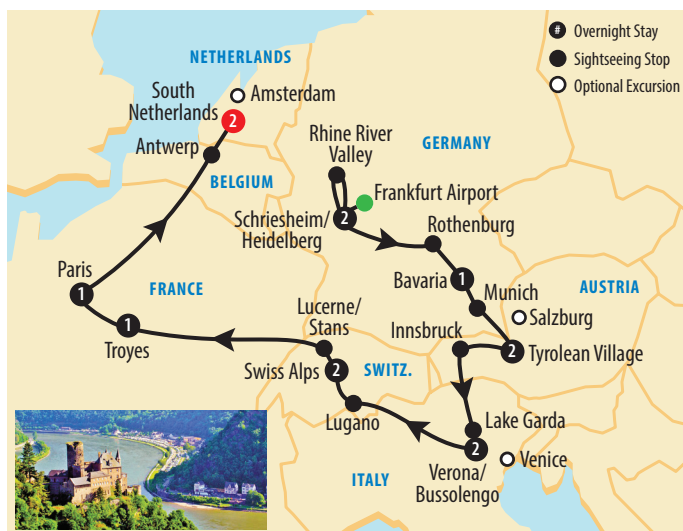 # Overnight Stay
Sightseeing Stop
Optional Excursion
NETHERLANDS
South
Netherlands
2
Amsterdam
Antwerp
BELGIUM
Rhine River
Valley
GERMANY
Frankfurt Airport
Schriesheim/
Heidelberg
2
Rothenburg
Paris
1
FRANCE
Bavaria
1
Munich
AUSTRIA
Salzburg
1
Troyes
Lucerne/
Stans
Innsbruck
2
Tyrolean Village
Swiss Alps
2
SWITZ.
Lugano
Lake Garda
2
Verona/
Bussolengo
Venice
ITALY